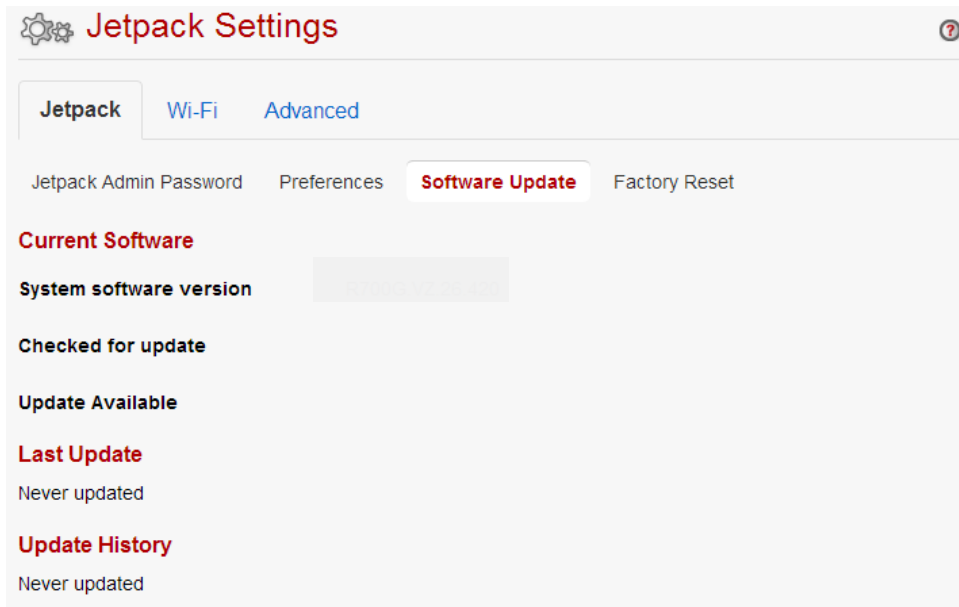 Jetpack Settings
?
Jetpack Wi-Fi Advanced
Jetpack Admin Password Preferences Software Update Factory Reset
Current Software
System software version
Checked for update
Update Available
Last Update
Never updated
Update History
Never updated